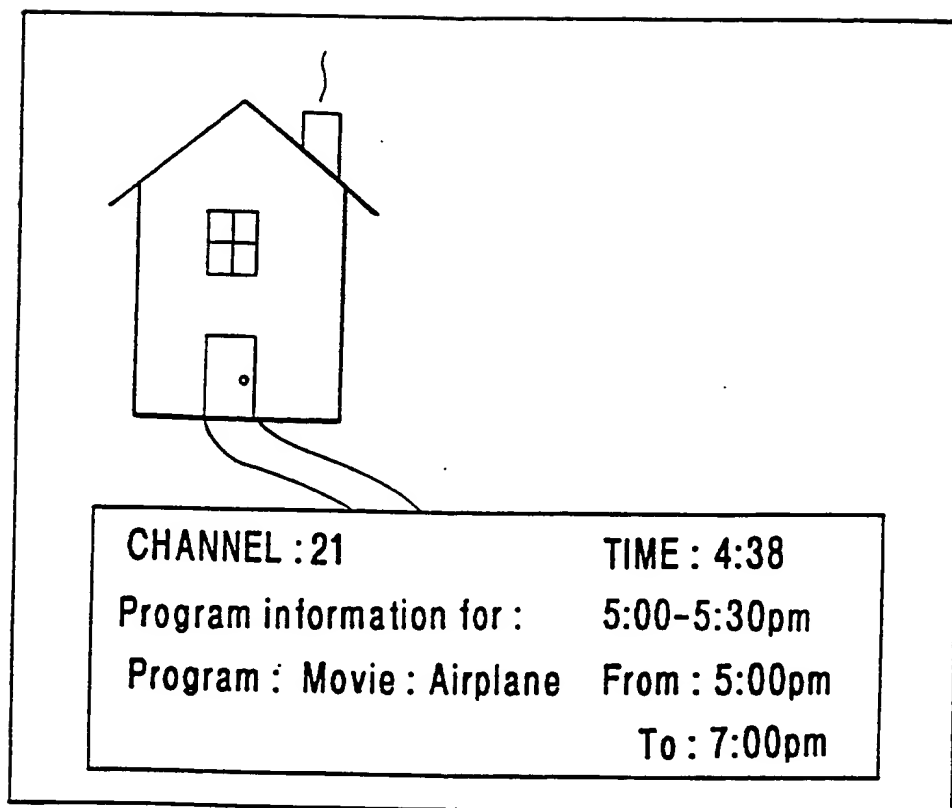 CHANNEL : 21 TIME : 4:38
Program information for : 5:00-5:30pm
Program : Movie : Airplane From : 5:00pm
To : 7:00pm